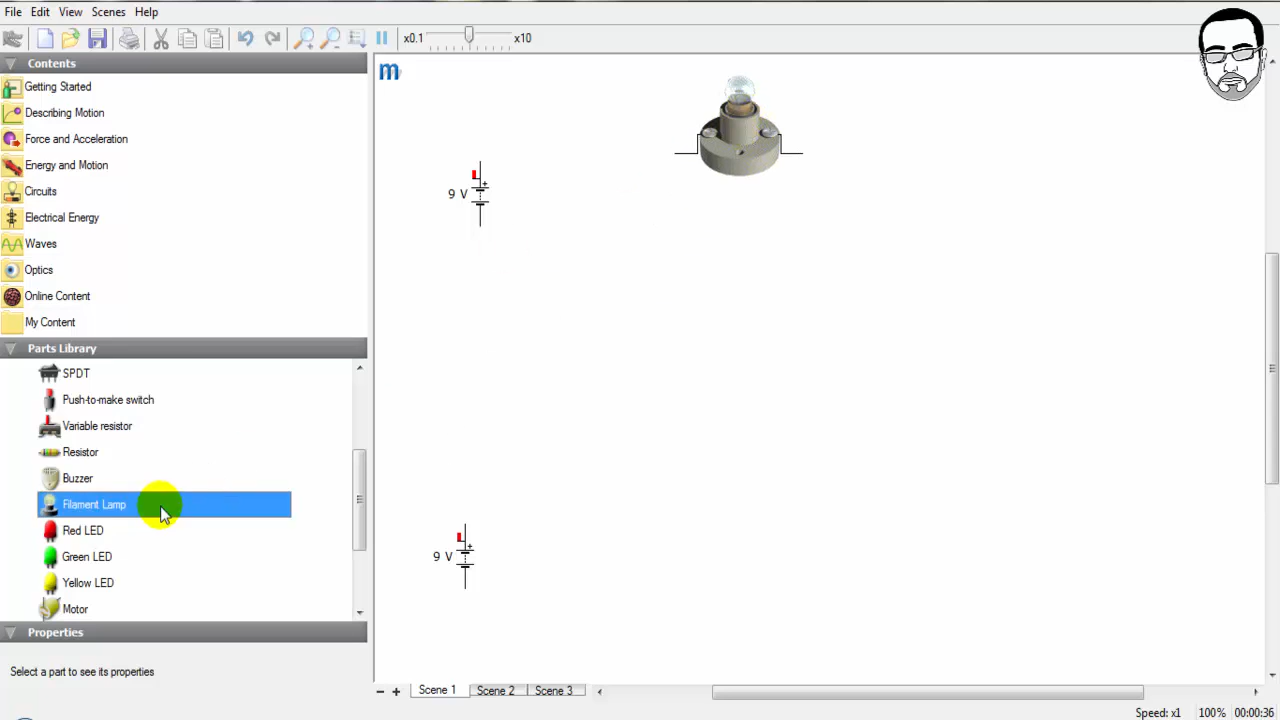 File Edit View Scenes Help
x0.1 x10
Contents
Getting Started
Describing Motion
Force and Acceleration
Energy and Motion
Circuits
Electrical Energy
Waves
Optics
Online Content
My Content
Parts Library
SPDT
Push-to-make switch
Variable resistor
Resistor
Buzzer
Filament Lamp
Red LED
Green LED
Yellow LED
Motor
Properties
Select a part to see its properties
m
+
9 V
+
9 V
Scene 1 Scene 2 Scene 3
Speed: x1 100% 00:00:36